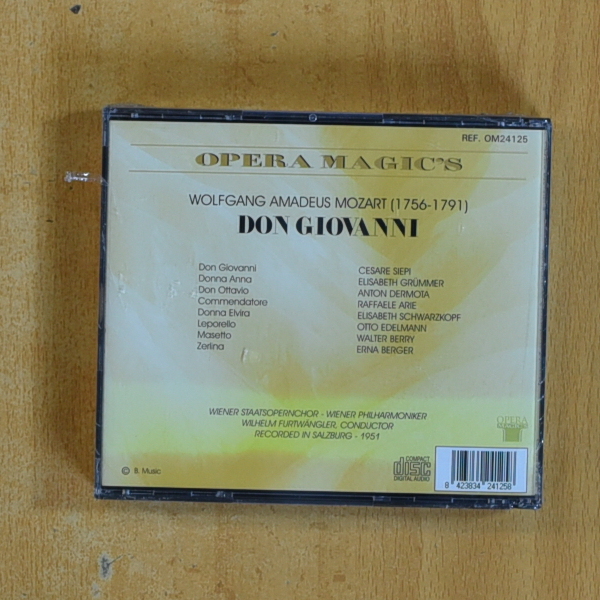 REF. OM24125
OPERA MAGIC'S
WOLFGANG AMADEUS MOZART (1756-1791)
DON GIOVANNI
Don Giovanni CESARE SIEPI
Donna Anna ELISABETH GRÜMMER
Don Ottavio ANTON DERMOTA
Commendatore RAFFAELE ARIE
Donna Elvira ELISABETH SCHWARZKOPF
Leporello OTTO EDELMANN
Masetto WALTER BERRY
Zerlina ERNA BERGER
WIENER STAATSOPERNCHOR - WIENER PHILHARMONIKER
WILHELM FURTWÄNGLER, CONDUCTOR
RECORDED IN SALZBURG - 1951
OPERA
© B. Music
COMPACT
disc
DIGITAL AUDIO
8 423834 241258